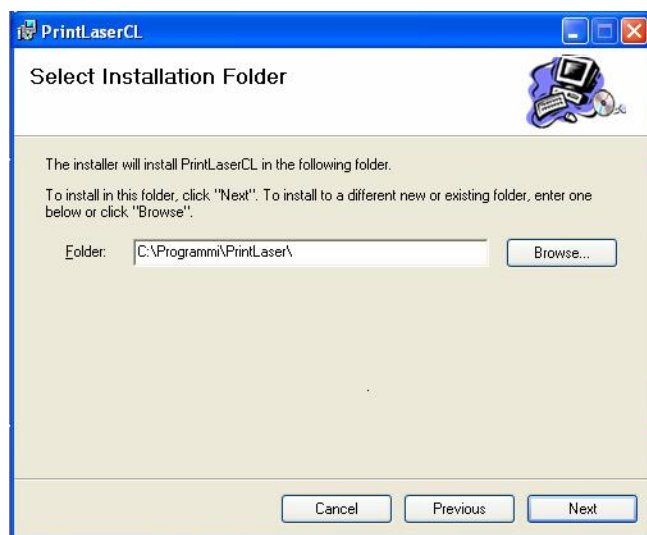 PrintLaserCL
Select Installation Folder
The installer will install PrintLaserCL in the following folder.
To install in this folder, click "Next". To install to a different new or existing folder, enter one
below or click "Browse".
Folder: C:\Programmi\PrintLaser\ Browse...
Cancel Previous Next